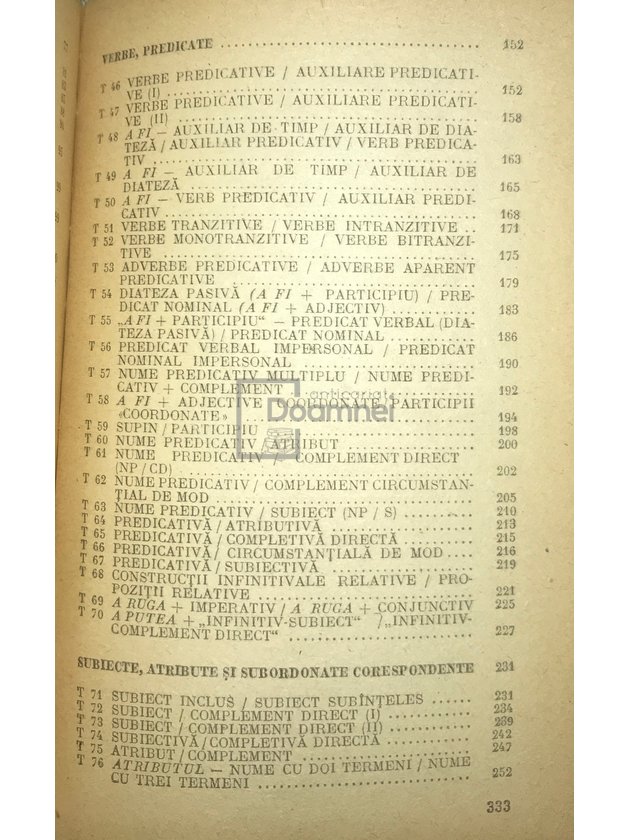 VERBE, PREDICATE 152
T 46 VERBE PREDICATIVE / AUXILIARE PREDICATI-
VE (I) 152
T 47 VERBE PREDICATIVE / AUXILIARE PREDICATI-
VE (II) 158
T 48 A FI — AUXILIAR DE TIMP / AUXILIAR DE DIA-
TEZĂ / AUXILIAR PREDICATIV / VERB PREDICA-
TIV 163
T 49 A FI — AUXILIAR DE TIMP / AUXILIAR DE
DIATEZĂ 165
T 50 A FI — VERB PREDICATIV / AUXILIAR PREDI-
CATIV 168
T 51 VERBE TRANZITIVE / VERBE INTRANZITIVE .. 171
T 52 VERBE MONOTRANZITIVE / VERBE BITRANZI-
TIVE 175
T 53 ADVERBE PREDICATIVE / ADVERBE APARENT
PREDICATIVE 179
T 54 DIATEZA PASIVĂ (A FI + PARTICIPIU) / PRE-
DICAT NOMINAL (A FI + ADJECTIV) 183
T 55 „A FI + PARTICIPIU“ — PREDICAT VERBAL (DIA-
TEZA PASIVĂ) / PREDICAT NOMINAL 186
T 56 PREDICAT VERBAL IMPERSONAL / PREDICAT
NOMINAL IMPERSONAL 190
T 57 NUME PREDICATIV MULTIPLU / NUME PREDI-
CATIV + COMPLEMENT 192
T 58 A FI + ADJECTIVE COORDONATE / PARTICIPII
«COORDONATE» 194
T 59 SUPIN / PARTICIPIU 198
T 60 NUME PREDICATIV / ATRIBUT 200
T 61 NUME PREDICATIV / COMPLEMENT DIRECT
(NP / CD) 202
T 62 NUME PREDICATIV / COMPLEMENT CIRCUMSTAN-
ȚIAL DE MOD 205
T 63 NUME PREDICATIV / SUBIECT (NP / S) 210
T 64 PREDICATIVĂ / ATRIBUTIVĂ 213
T 65 PREDICATIVĂ / COMPLETIVĂ DIRECTĂ 215
T 66 PREDICATIVĂ / CIRCUMSTANȚIALĂ DE MOD .... 216
T 67 PREDICATIVĂ / SUBIECTIVĂ 219
T 68 CONSTRUCȚII INFINITIVALE RELATIVE / PRO-
POZIȚII RELATIVE 221
T 69 A RUGA + IMPERATIV / A RUGA + CONJUNCTIV 225
T 70 A PUTEA + „INFINITIV-SUBIECT“ / „INFINITIV-
COMPLEMENT DIRECT“ 227
SUBIECTE, ATRIBUTE ȘI SUBORDONATE CORESPONDENTE 231
T 71 SUBIECT INCLUS / SUBIECT SUBÎNȚELES 231
T 72 SUBIECT / COMPLEMENT DIRECT (I) 234
T 73 SUBIECT / COMPLEMENT DIRECT (II) 239
T 74 SUBIECTIVĂ / COMPLETIVĂ DIRECTĂ 242
T 75 ATRIBUT / COMPLEMENT 247
T 76 ATRIBUTUL — NUME CU DOI TERMENI / NUME
CU TREI TERMENI 252
333
anticariat
Doamnei